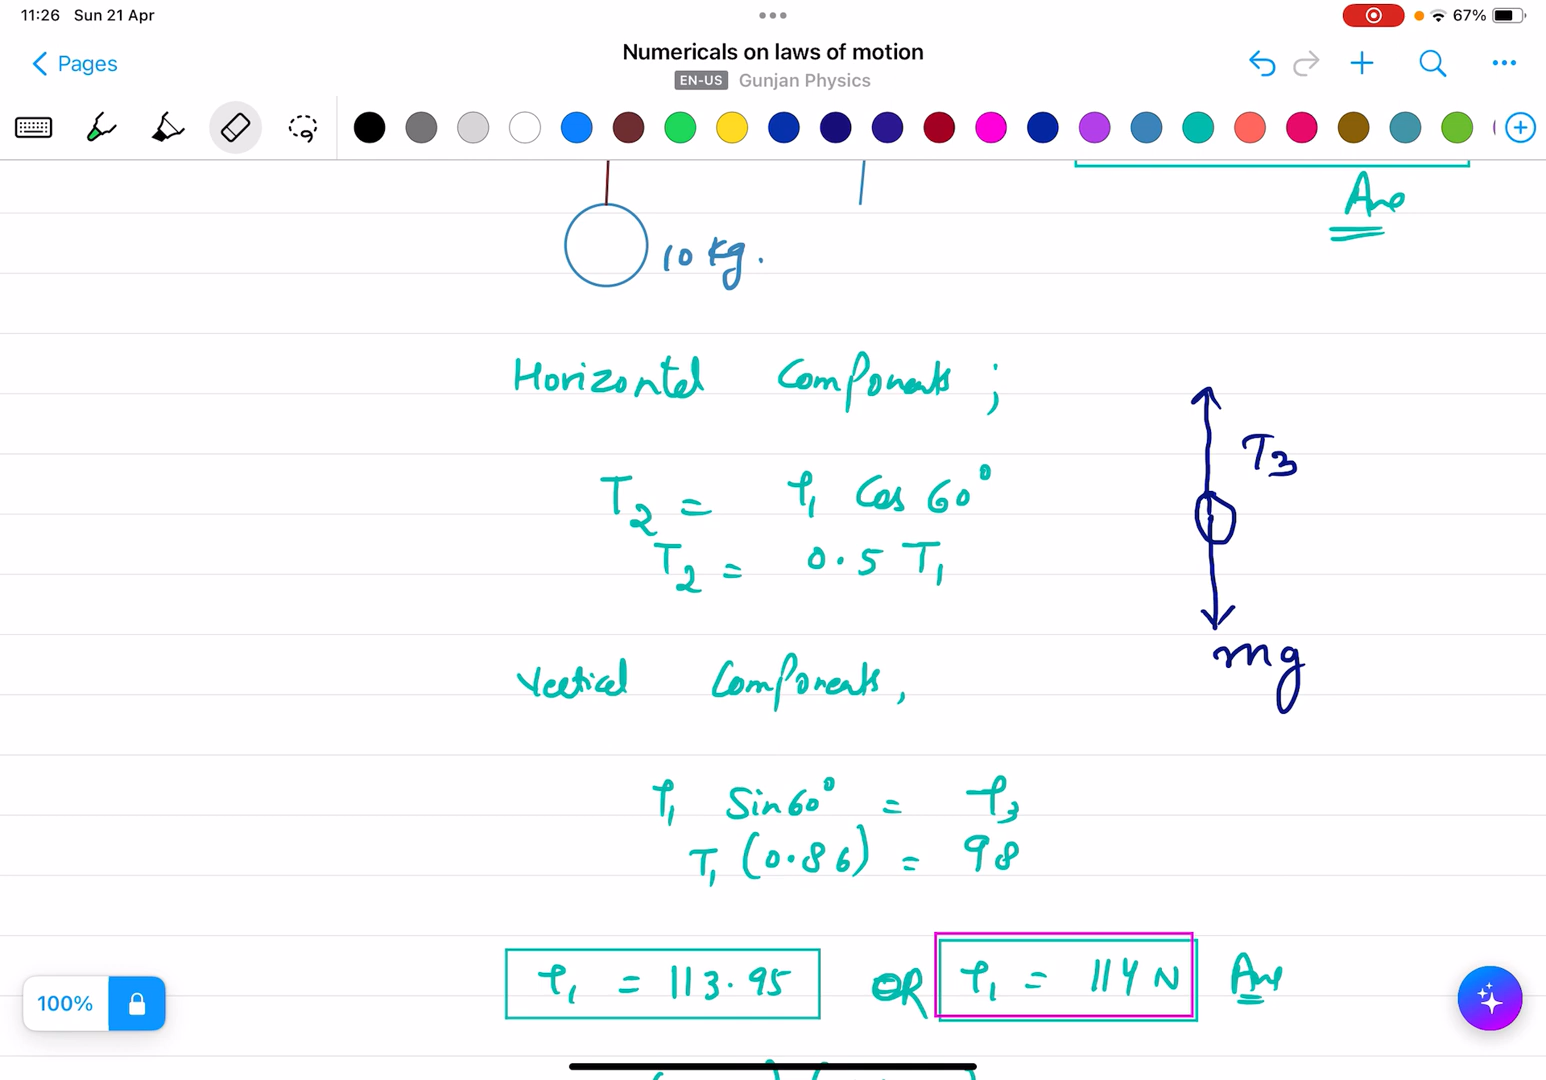 11:26 Sun 21 Apr
67%
Pages
Numericals on laws of motion
EN-US Gunjan Physics
Ans
10 kg.
Horizontal Components ;
T3
T2 = T1 Cos 60°
T2 = 0.5 T1
mg
Vertical Components,
T1 Sin60° = T3
T1 (0.86) = 98
T1 = 113.95 OR T1 = 114 N Ans
100%